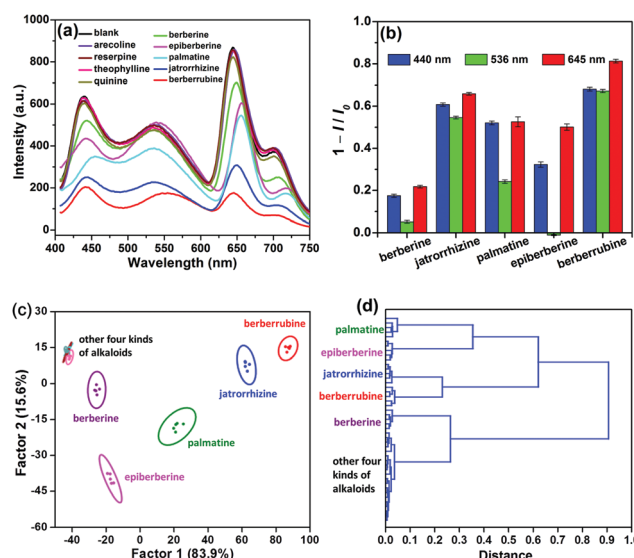 (a)
blank
arecoline
reserpine
theophylline
quinine
berberine
epiberberine
palmatine
jatrorrhizine
berberrubine
Intensity (a.u.)
1000
800
600
400
200
0
400 450 500 550 600 650 700 750
Wavelength (nm)
(b)
440 nm 536 nm 645 nm
1 – I / I0
1.0
0.8
0.6
0.4
0.2
0.0
berberine jatrorrhizine palmatine epiberberine berberrubine
(c)
other four kinds
of alkaloids
berberrubine
jatrorrhizine
berberine
palmatine
epiberberine
Factor 2 (15.6%)
30
15
0
-15
-30
-45
-60
-40 -20 0 20 40 60 80 100
Factor 1 (83.9%)
(d)
palmatine
epiberberine
jatrorrhizine
berberrubine
berberine
other four
kinds of
alkaloids
0.0 0.1 0.2 0.3 0.4 0.5 0.6 0.7 0.8 0.9 1.0
Distance